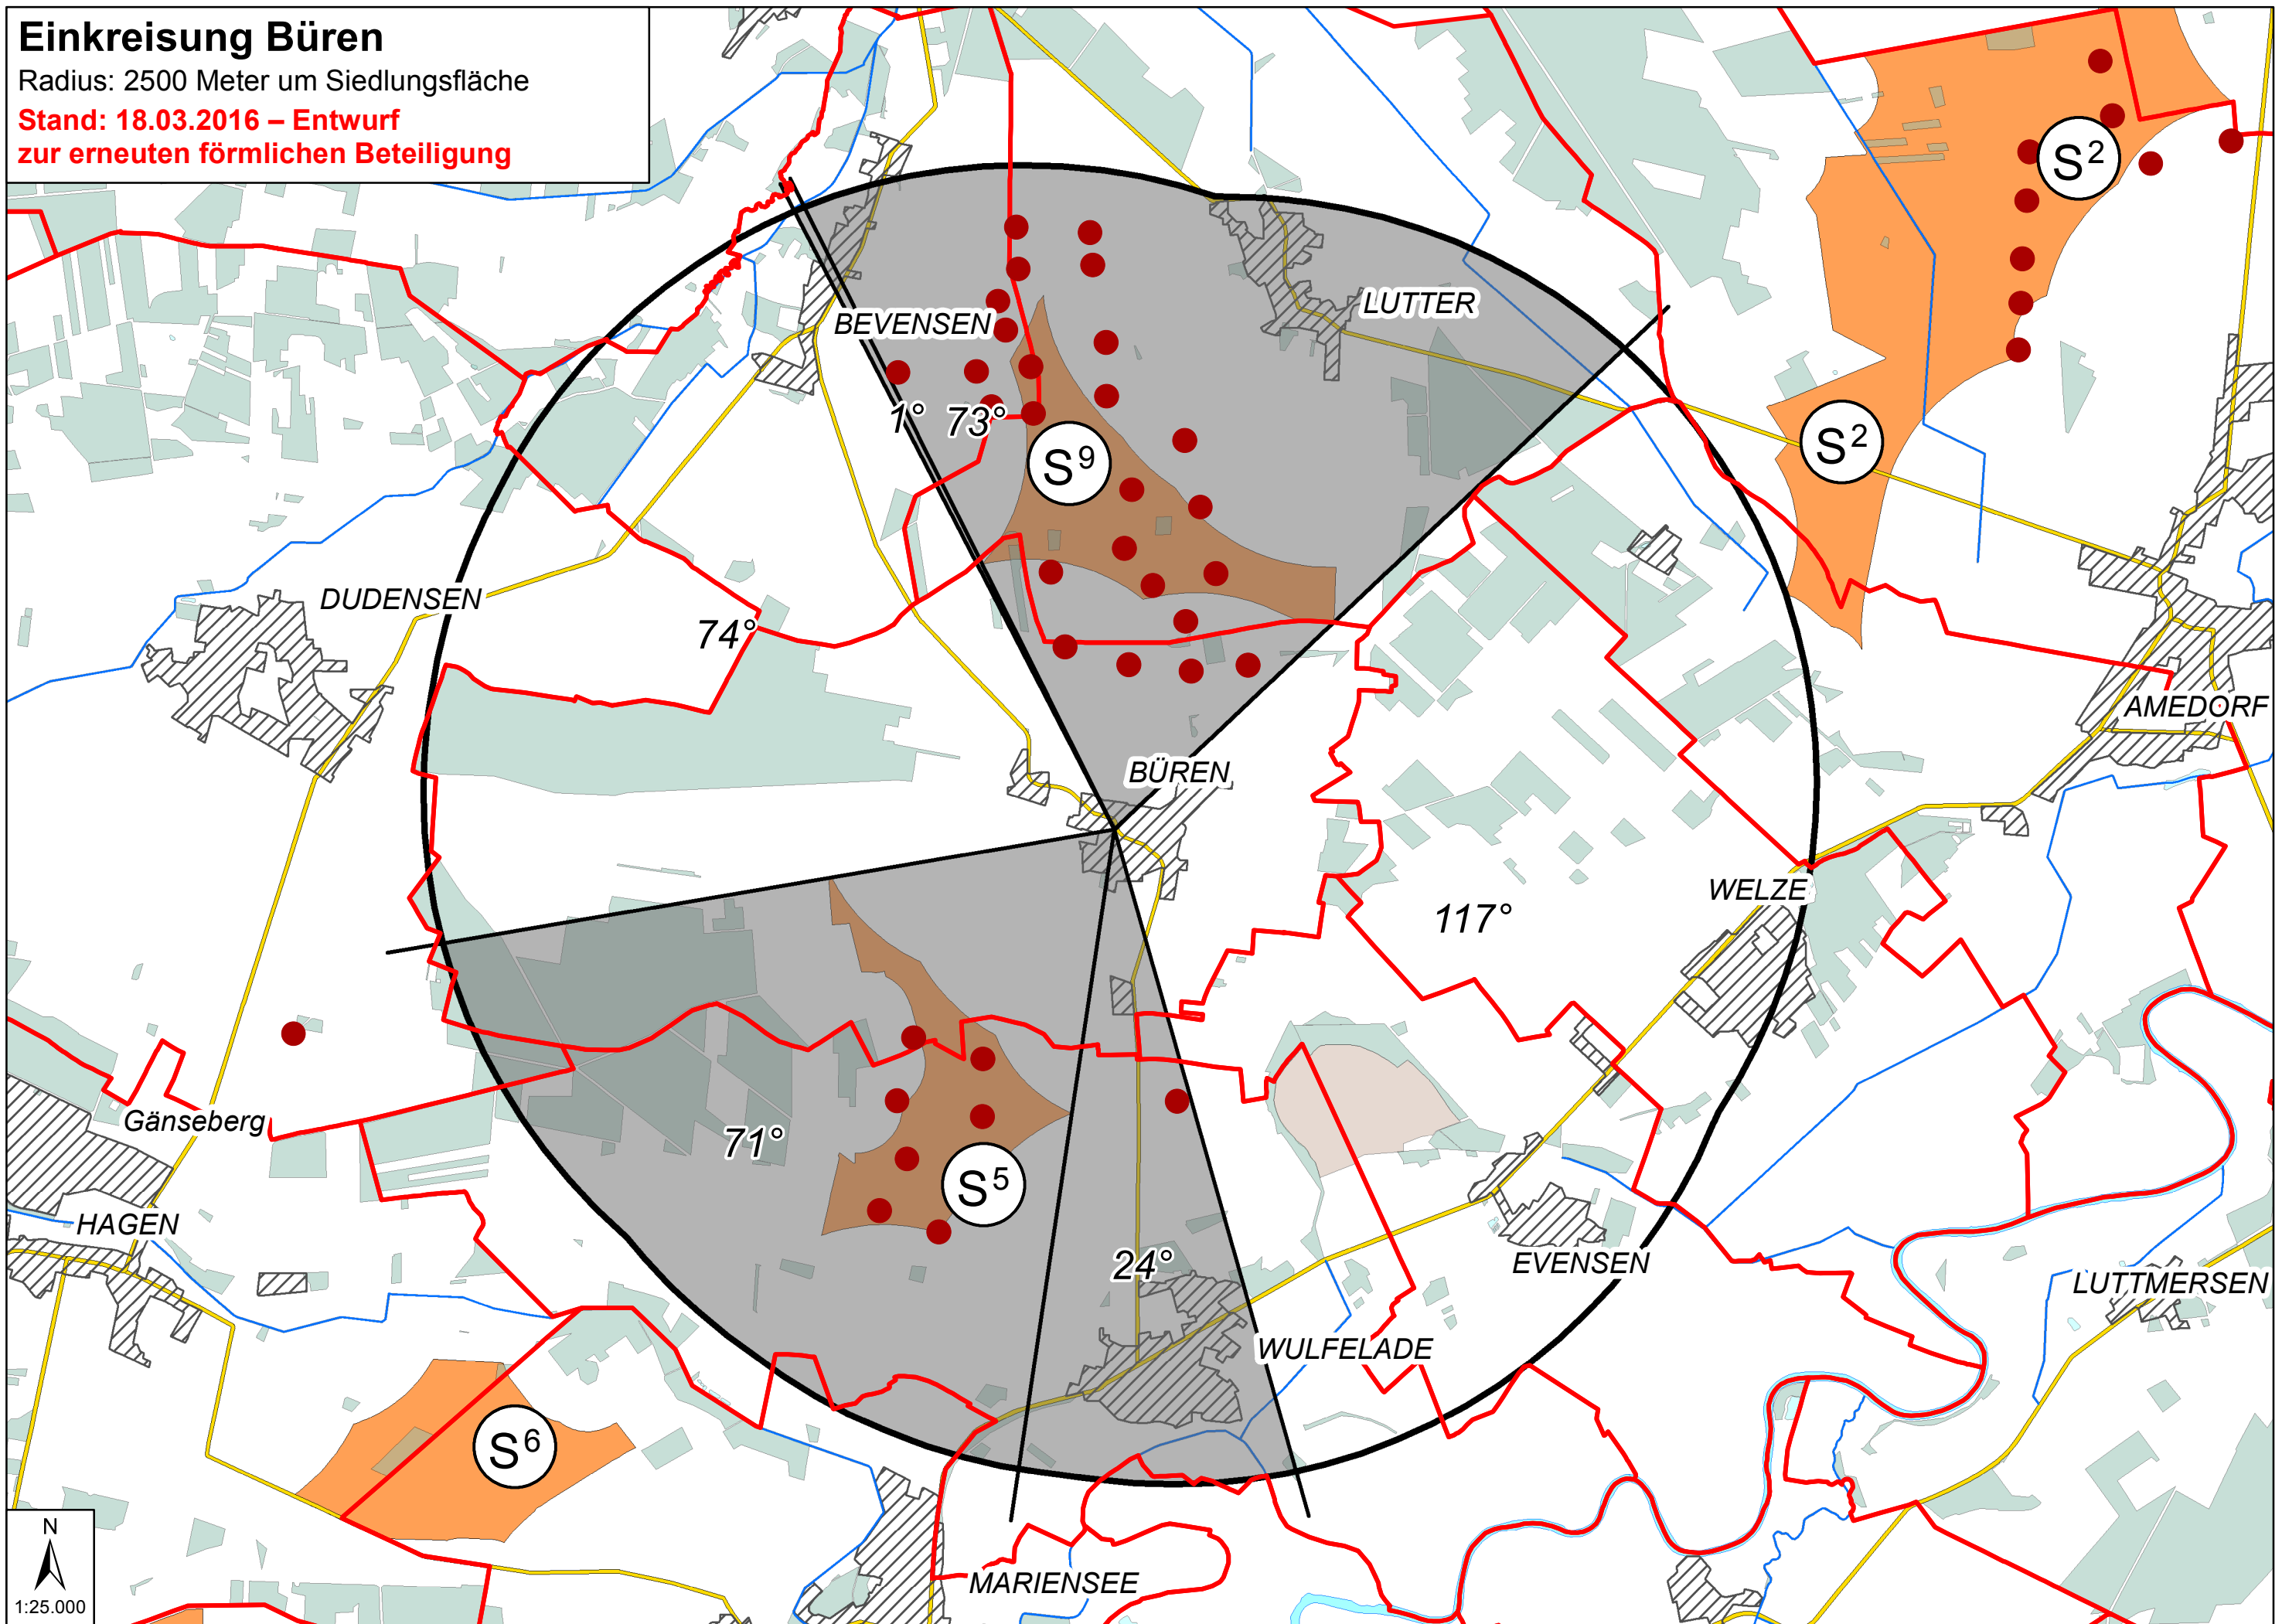 Einkreisung Büren
Radius: 2500 Meter um Siedlungsfläche
Stand: 18.03.2016 – Entwurf
zur erneuten förmlichen Beteiligung
S²
LUTTER
BEVENSEN
1°
73°
S²
S⁹
DUDENSEN
74°
AMEDORF
BÜREN
WELZE
117°
Gänseberg
71°
S⁵
HAGEN
24°
EVENSEN
LUTTMERSEN
WULFELADE
S⁶
N
1:25.000
MARIENSEE